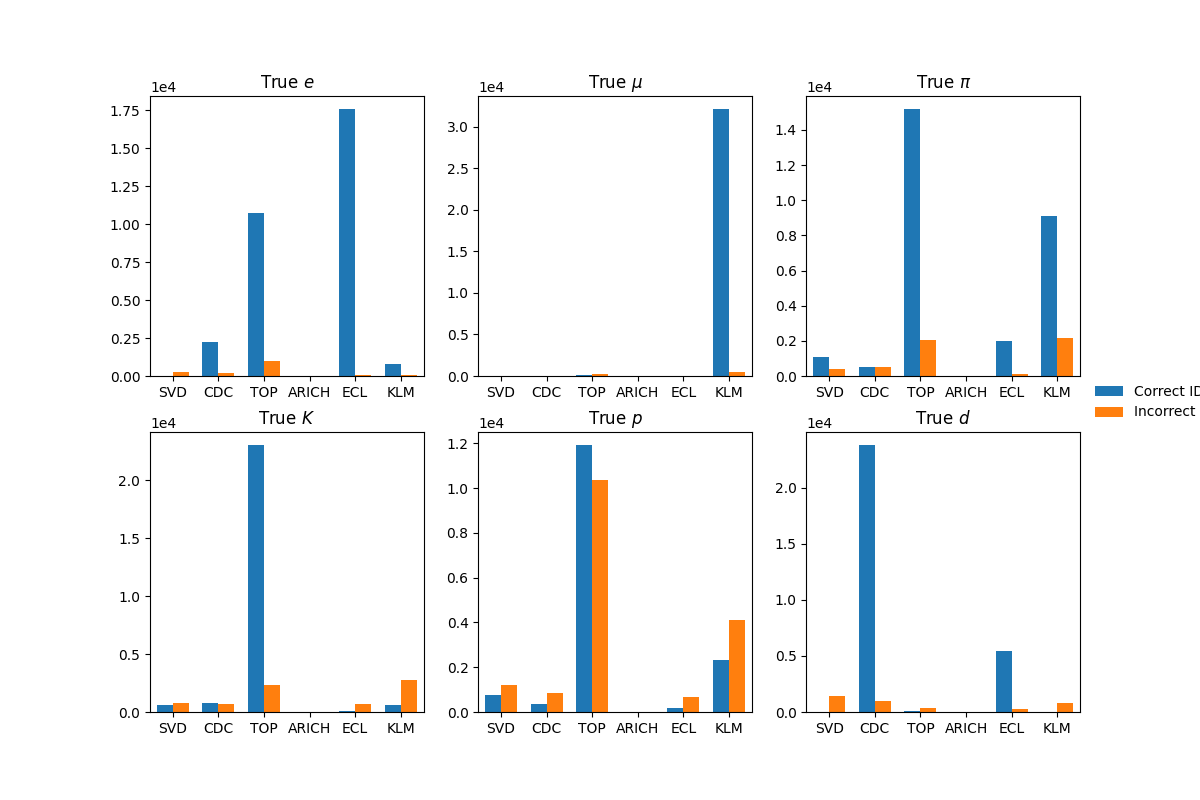 True e
1e4
1.75
1.50
1.25
1.00
0.75
0.50
0.25
0.00
SVD CDC TOP ARICH ECL KLM
True μ
1e4
3.0
2.5
2.0
1.5
1.0
0.5
0.0
SVD CDC TOP ARICH ECL KLM
True π
1e4
1.4
1.2
1.0
0.8
0.6
0.4
0.2
0.0
SVD CDC TOP ARICH ECL KLM
Correct ID
Incorrect
True K
1e4
2.0
1.5
1.0
0.5
0.0
SVD CDC TOP ARICH ECL KLM
True p
1e4
1.2
1.0
0.8
0.6
0.4
0.2
0.0
SVD CDC TOP ARICH ECL KLM
True d
1e4
2.0
1.5
1.0
0.5
0.0
SVD CDC TOP ARICH ECL KLM